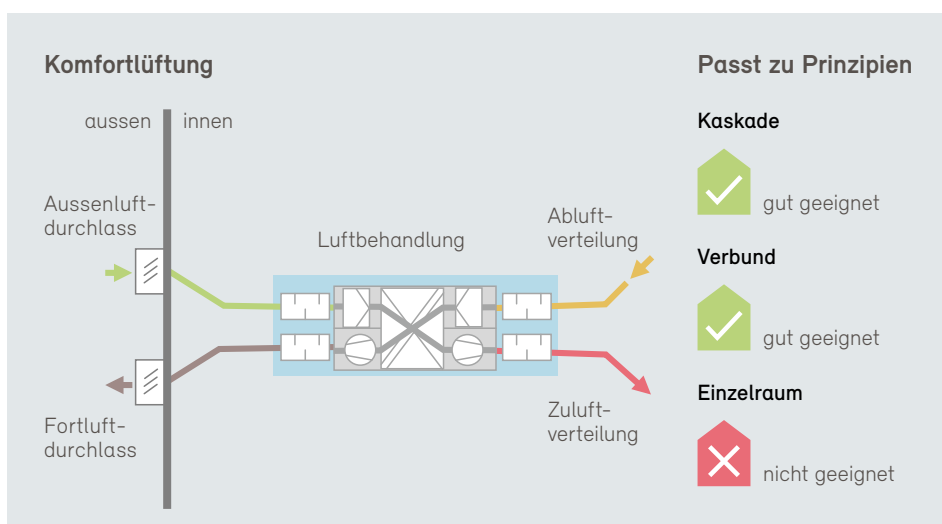 Komfortlüftung
aussen
innen
Aussenluft-
durchlass
Luftbehandlung
Abluft-
verteilung
Fortluft-
durchlass
Zuluft-
verteilung
Passt zu Prinzipien
Kaskade
gut geeignet
Verbund
gut geeignet
Einzelraum
nicht geeignet